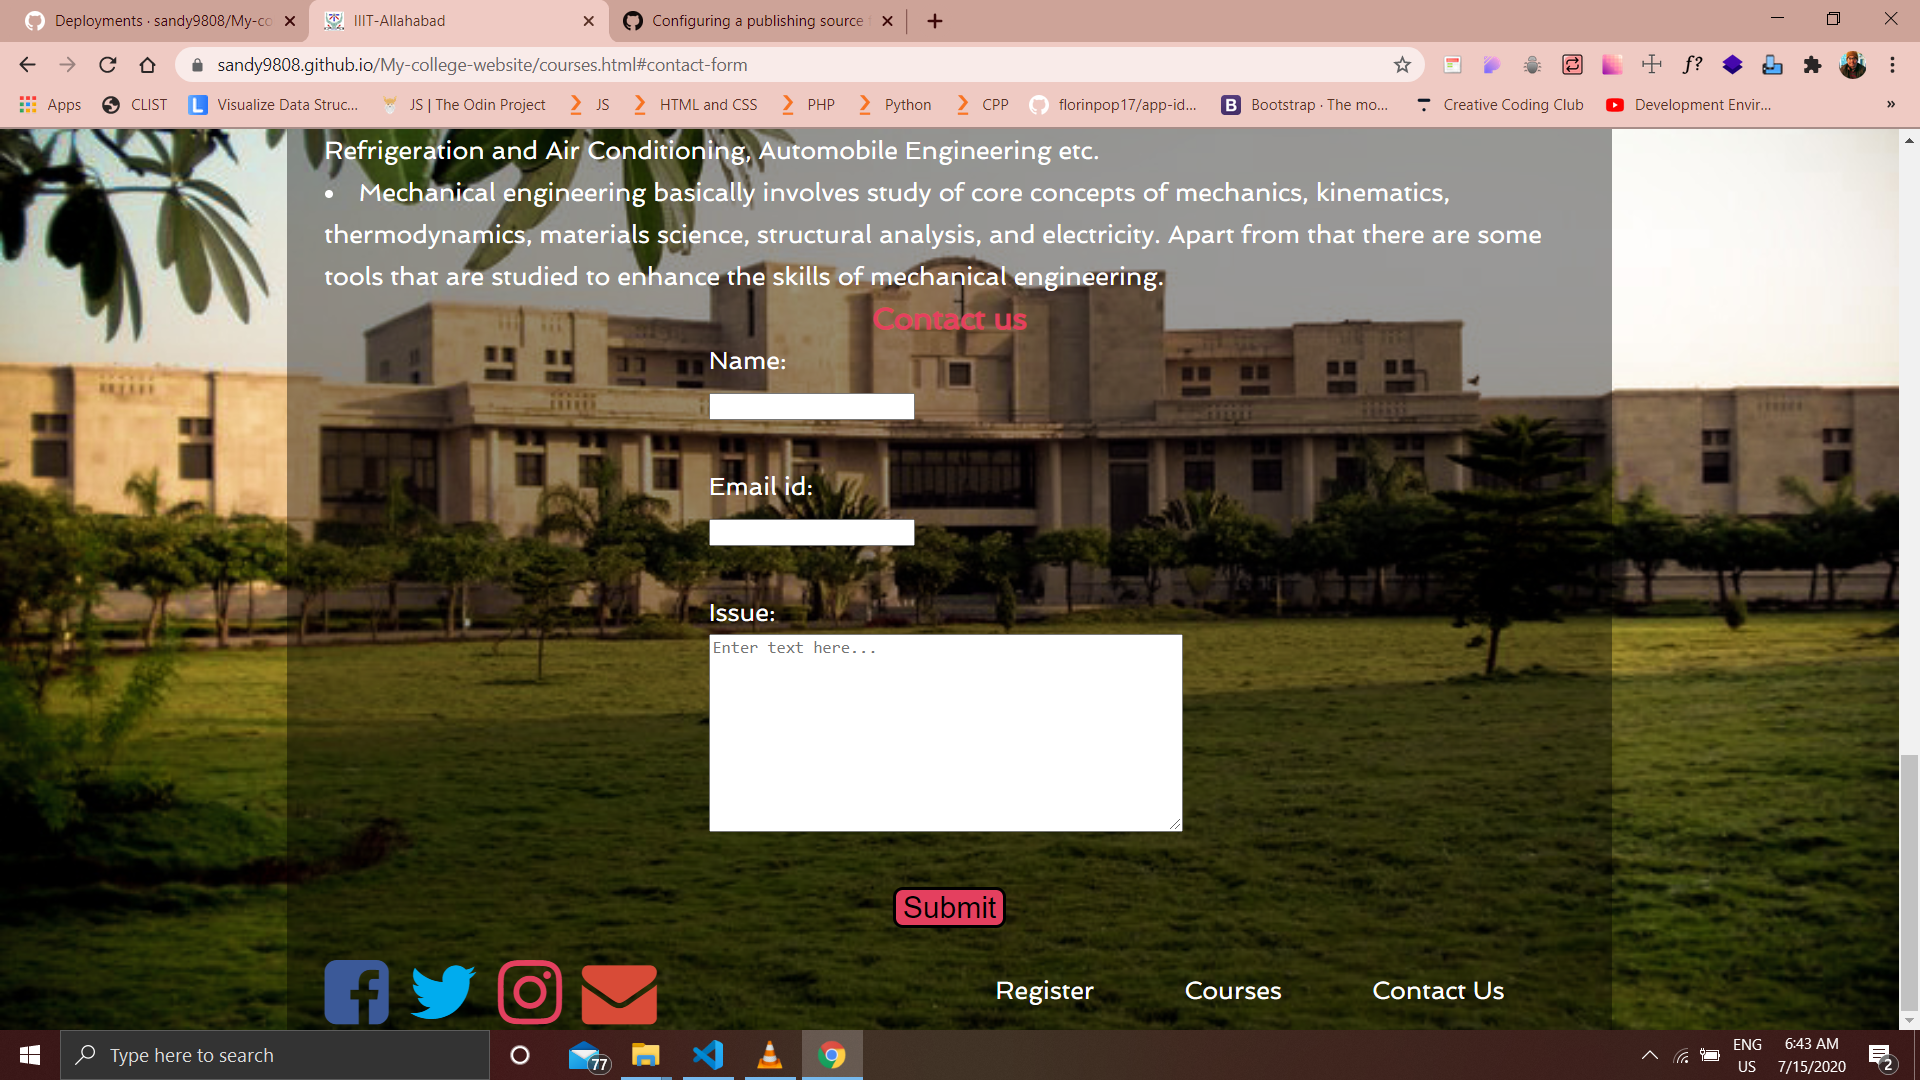 Deployments · sandy9808/My-co
IIIT-Allahabad
Configuring a publishing source
sandy9808.github.io/My-college-website/courses.html#contact-form
f?
Apps
CLIST
L
Visualize Data Struc...
JS | The Odin Project
JS
HTML and CSS
PHP
Python
CPP
florinpop17/app-id...
B
Bootstrap · The mo...
Creative Coding Club
Development Envir...
»
Refrigeration and Air Conditioning, Automobile Engineering etc.
• Mechanical engineering basically involves study of core concepts of mechanics, kinematics,
thermodynamics, materials science, structural analysis, and electricity. Apart from that there are some
tools that are studied to enhance the skills of mechanical engineering.
Contact us
Name:
Email id:
Issue:
Enter text here...
Submit
Register
Courses
Contact Us
Type here to search
77
ENG
US
6:43 AM
7/15/2020
2